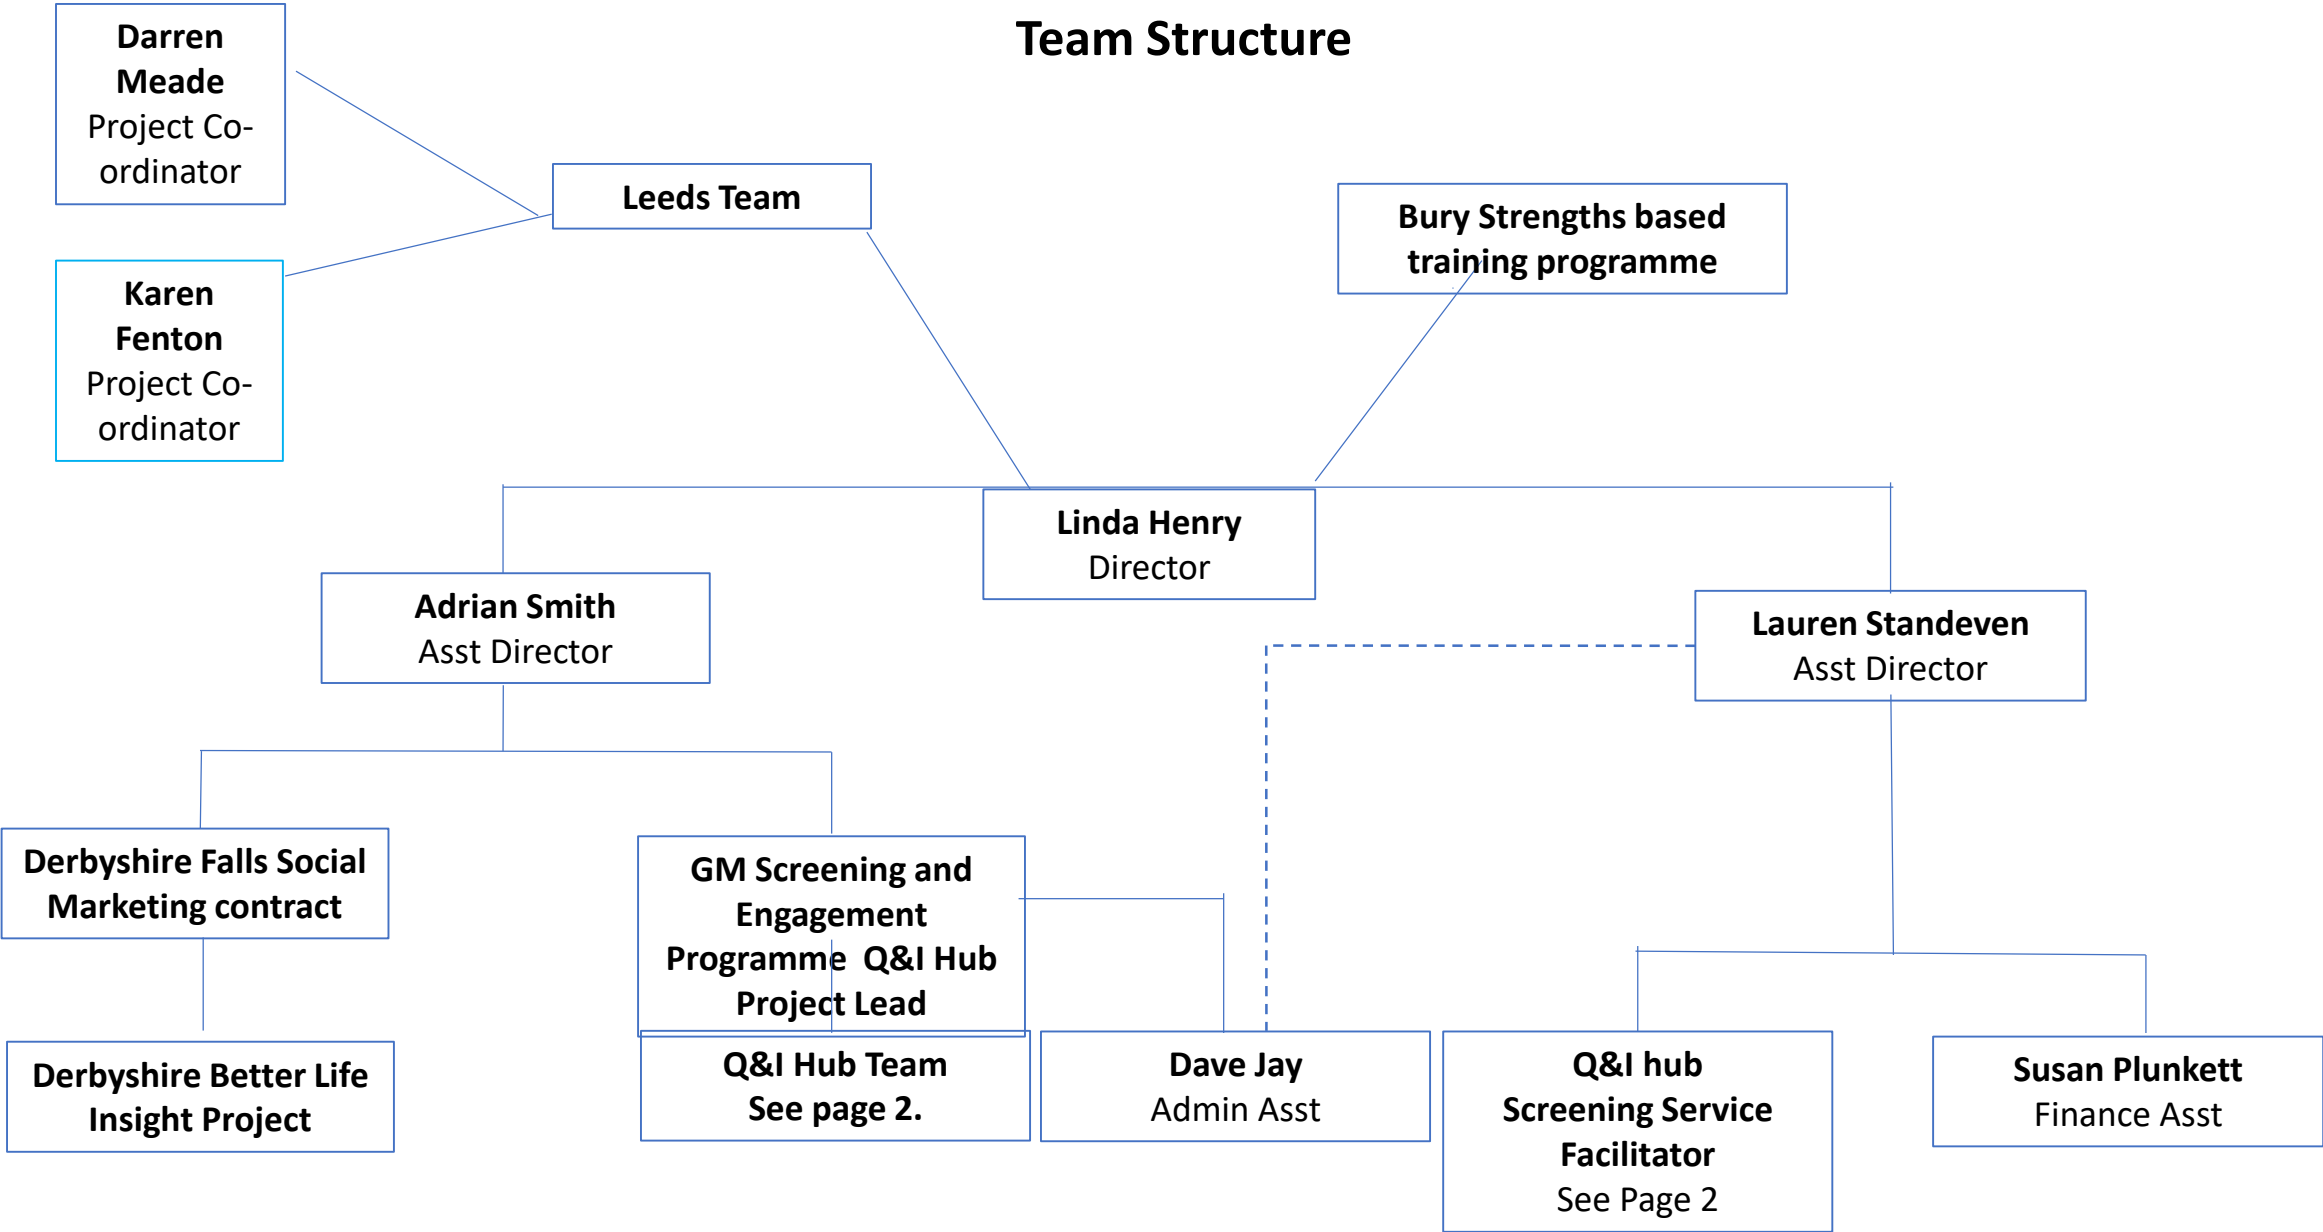 Team Structure
Darren
Meade
Project Co-
ordinator
Leeds Team
Bury Strengths based
training programme
Karen
Fenton
Project Co-
ordinator
Linda Henry
Director
Adrian Smith
Asst Director
Lauren Standeven
Asst Director
Derbyshire Falls Social
Marketing contract
GM Screening and
Engagement
Programme  Q&I Hub
Project Lead
Derbyshire Better Life
Insight Project
Q&I Hub Team
See page 2.
Dave Jay
Admin Asst
Q&I hub
Screening Service
Facilitator
See Page 2
Susan Plunkett
Finance Asst